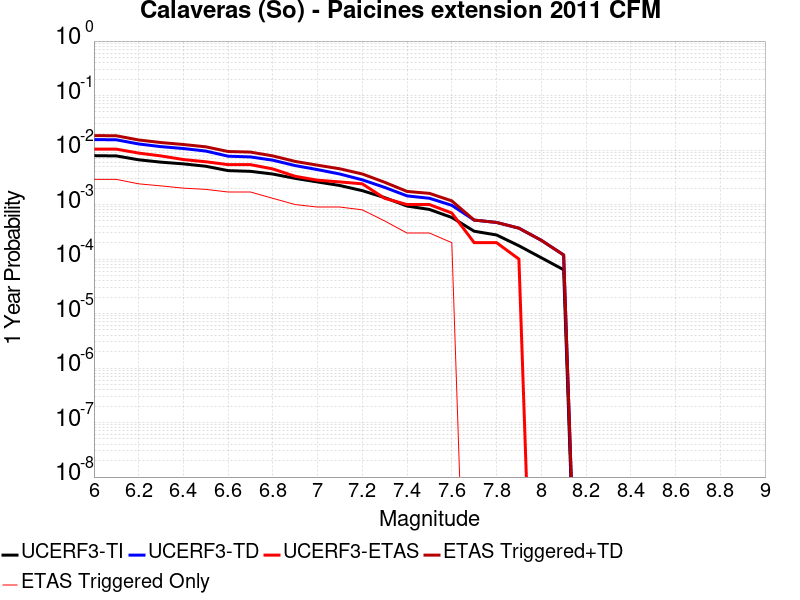 Calaveras (So) - Paicines extension 2011 CFM
10^0
10^-1
10^-2
10^-3
10^-4
10^-5
10^-6
10^-7
10^-8
1 Year Probability
6 6.2 6.4 6.6 6.8 7 7.2 7.4 7.6 7.8 8 8.2 8.4 8.6 8.8 9
Magnitude
UCERF3-TI UCERF3-TD UCERF3-ETAS ETAS Triggered+TD
ETAS Triggered Only